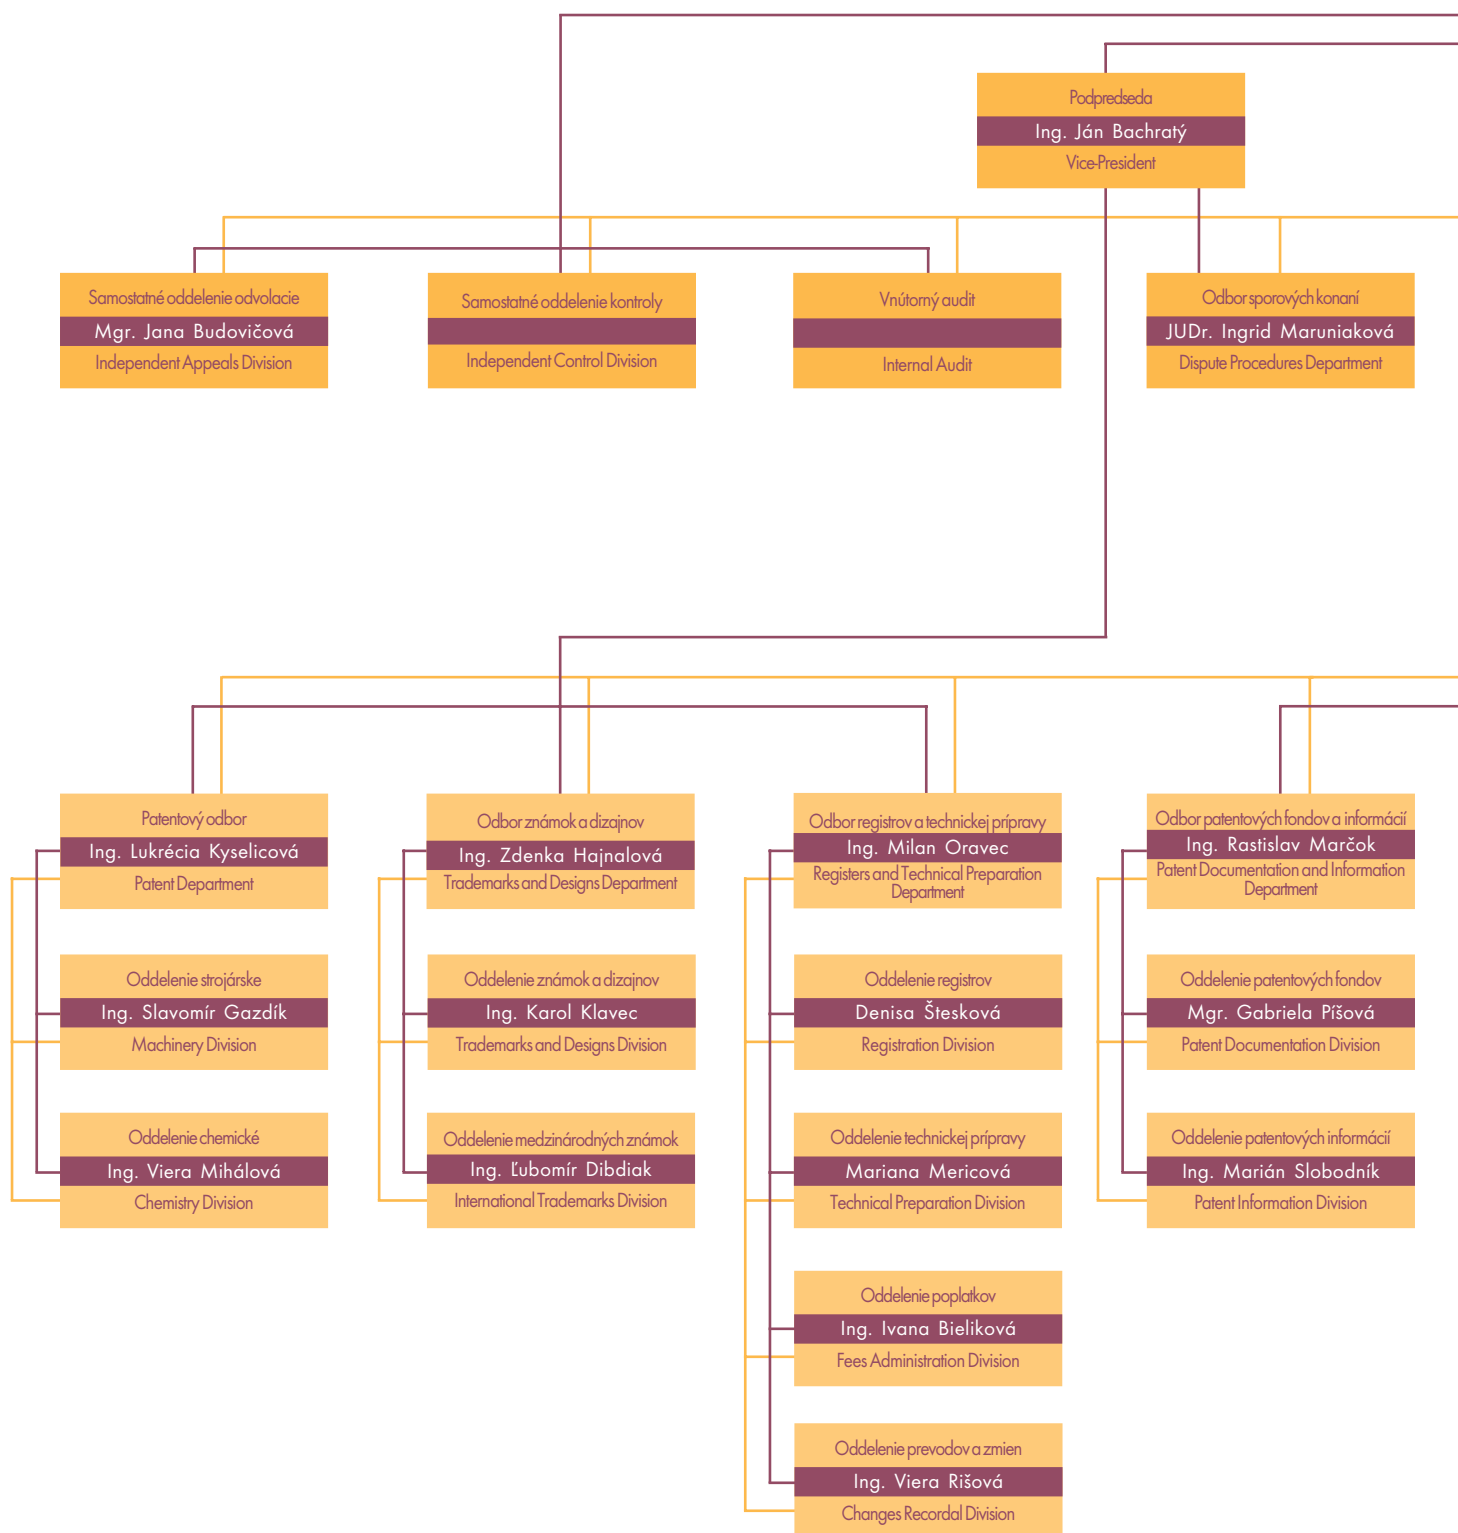 Podpredseda
Ing. Ján Bachratý
Vice-President
Samostatné oddelenie odvolacie
Mgr. Jana Budovičová
Independent Appeals Division
Samostatné oddelenie kontroly
Independent Control Division
Vnútorný audit
Internal Audit
Odbor sporových konaní
JUDr. Ingrid Maruniaková
Dispute Procedures Department
Patentový odbor
Ing. Lukrécia Kyselicová
Patent Department
Oddelenie strojárske
Ing. Slavomír Gazdík
Machinery Division
Oddelenie chemické
Ing. Viera Mihálová
Chemistry Division
Odbor známok a dizajnov
Ing. Zdenka Hajnalová
Trademarks and Designs Department
Oddelenie známok a dizajnov
Ing. Karol Klavec
Trademarks and Designs Division
Oddelenie medzinárodných známok
Ing. Ľubomír Dibdiak
International Trademarks Division
Odbor registrov a technickej prípravy
Ing. Milan Oravec
Registers and Technical Preparation
Department
Oddelenie registrov
Denisa Štesková
Registration Division
Oddelenie technickej prípravy
Mariana Mericová
Technical Preparation Division
Oddelenie poplatkov
Ing. Ivana Bieliková
Fees Administration Division
Oddelenie prevodov a zmien
Ing. Viera Rišová
Changes Recordal Division
Odbor patentových fondov a informácií
Ing. Rastislav Marčok
Patent Documentation and Information
Department
Oddelenie patentových fondov
Mgr. Gabriela Píšová
Patent Documentation Division
Oddelenie patentových informácií
Ing. Marián Slobodník
Patent Information Division